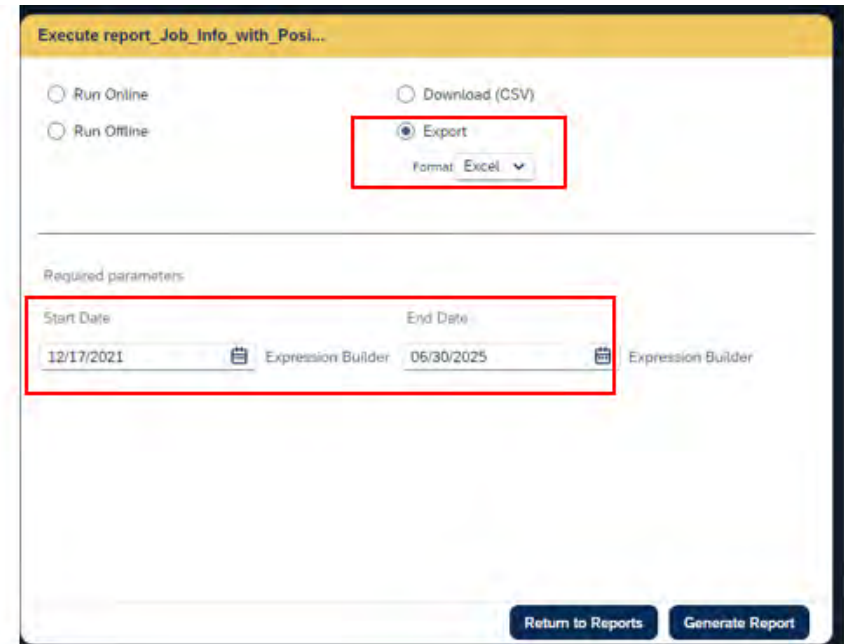 Execute report_Job_Info_with_Posi...
Run Online
Download (CSV)
Run Offline
Export
Format Excel
Required parameters
Start Date
End Date
12/17/2021 Expression Builder 06/30/2025 Expression Builder
Return to Reports Generate Report